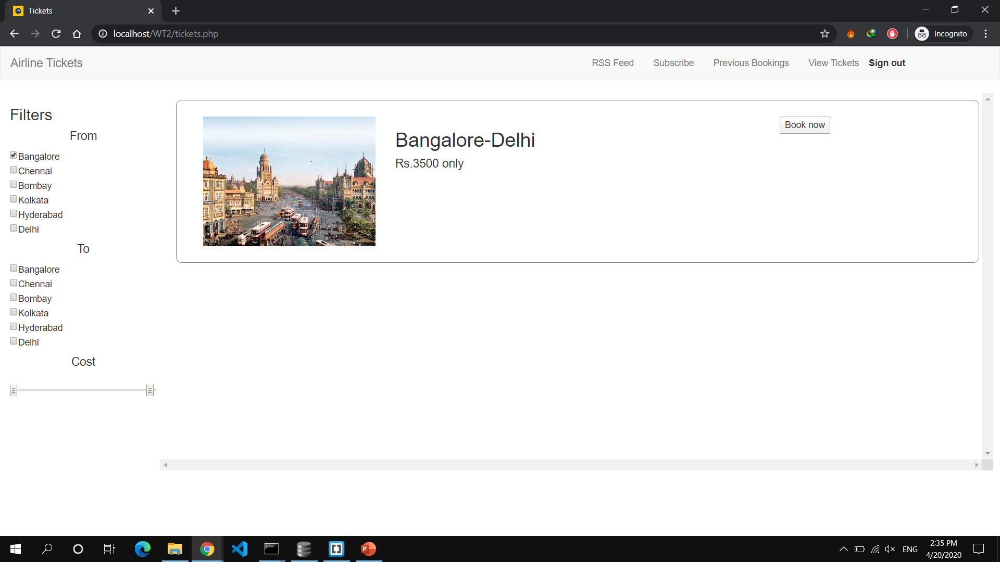 Tickets
localhost/WT2/tickets.php
Incognito
Airline Tickets
RSS Feed
Subscribe
Previous Bookings
View Tickets
Sign out
Filters
From
Bangalore
Chennai
Bombay
Kolkata
Hyderabad
Delhi
To
Bangalore
Chennai
Bombay
Kolkata
Hyderabad
Delhi
Cost
Bangalore-Delhi
Rs.3500 only
Book now
ENG
2:35 PM
4/20/2020